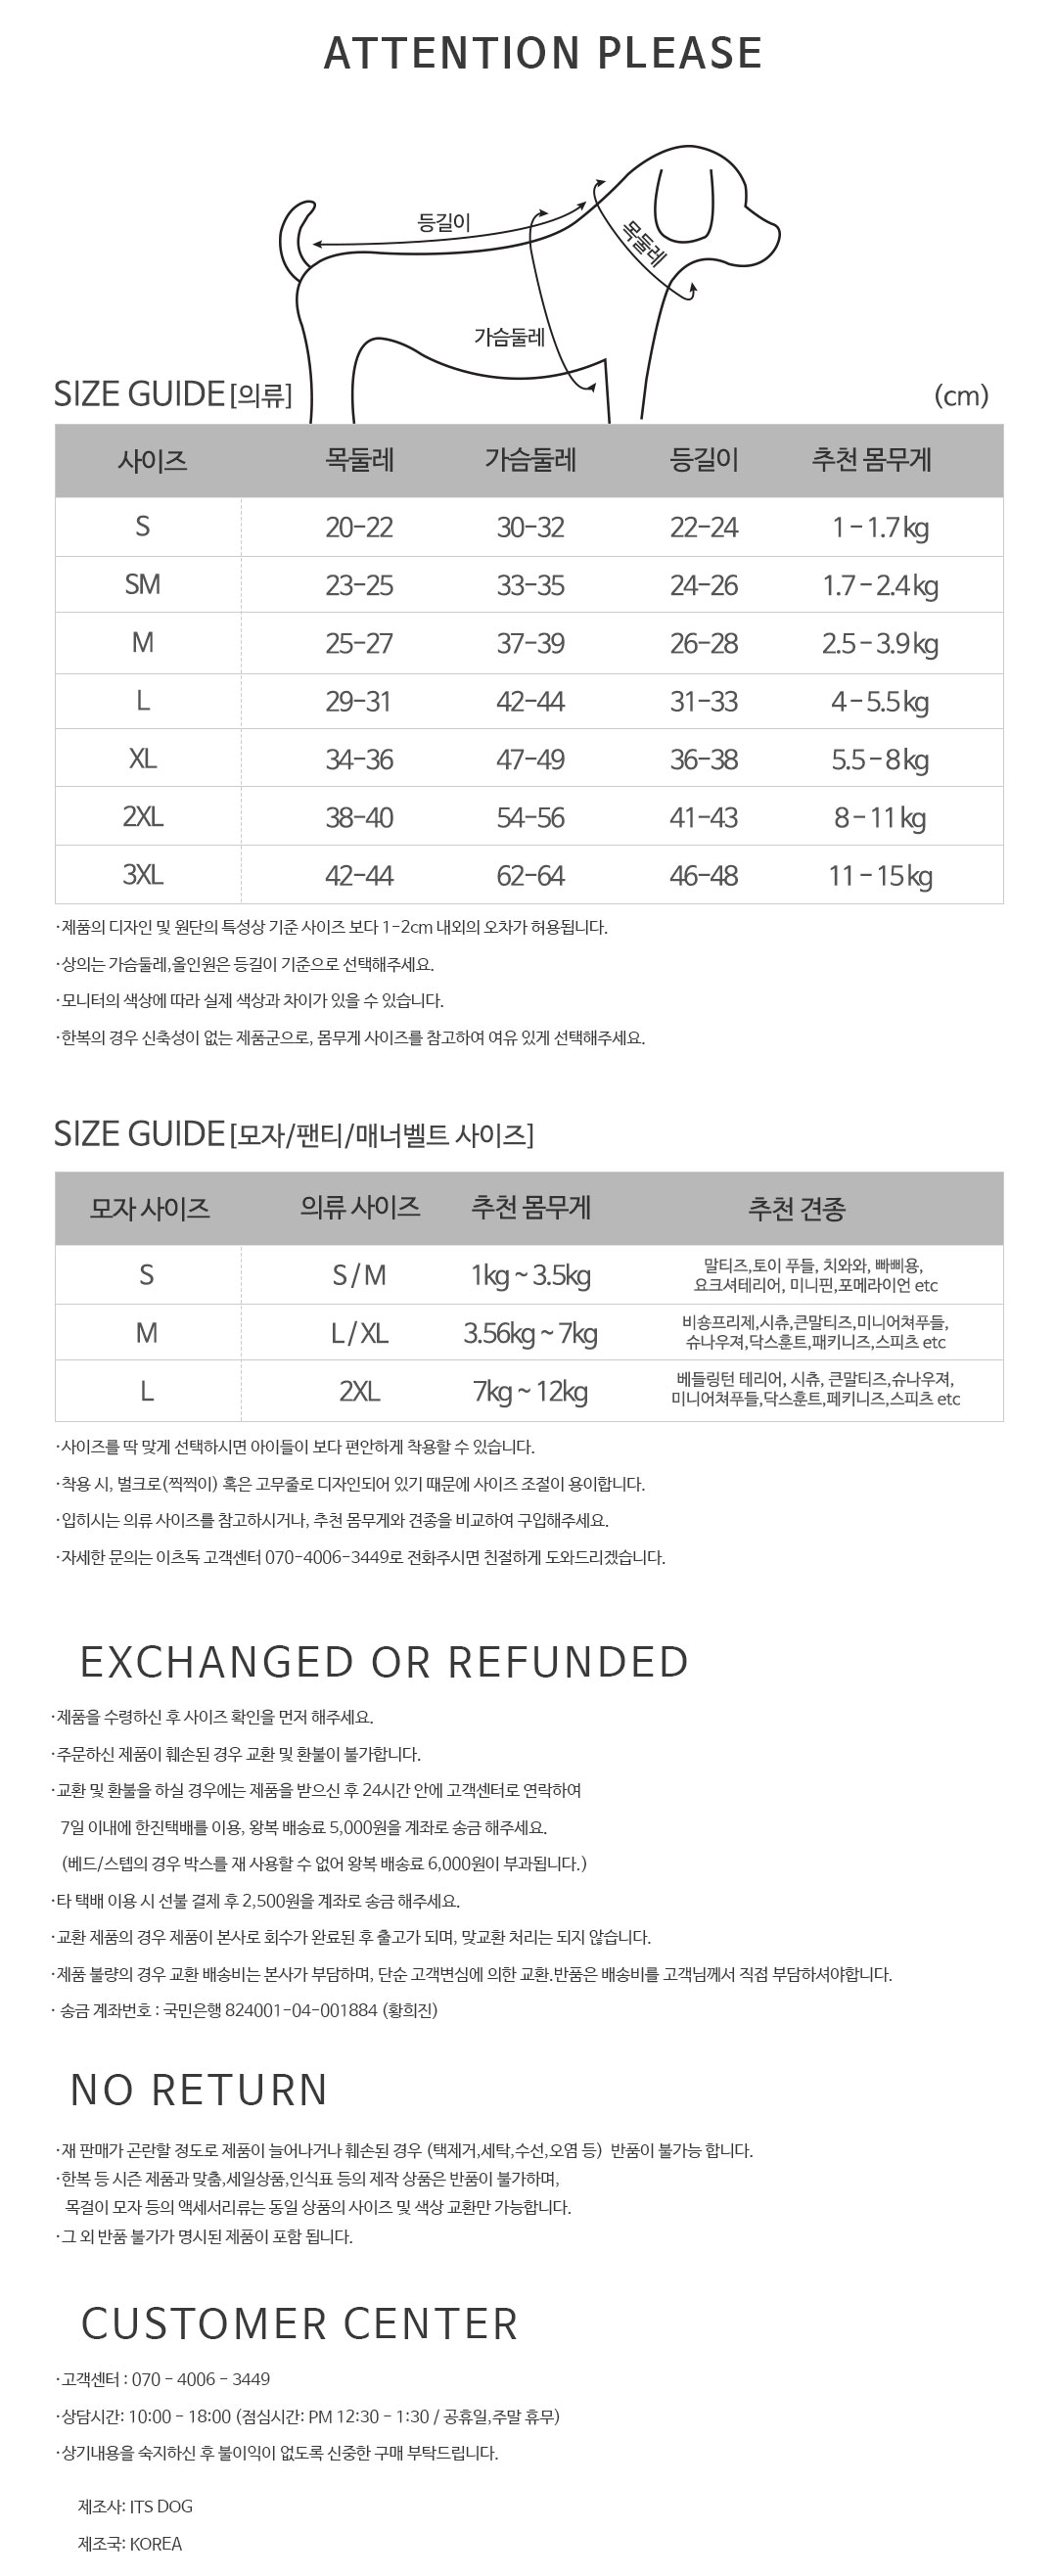 ATTENTION PLEASE
등길이
목둘레
가슴둘레
SIZE GUIDE[의류]
(cm)
사이즈 목둘레 가슴둘레 등길이 추천 몸무게
S 20-22 30-32 22-24 1 - 1.7 kg
SM 23-25 33-35 24-26 1.7 - 2.4 kg
M 25-27 37-39 26-28 2.5 - 3.9 kg
L 29-31 42-44 31-33 4 - 5.5 kg
XL 34-36 47-49 36-38 5.5 - 8 kg
2XL 38-40 54-56 41-43 8 - 11 kg
3XL 42-44 62-64 46-48 11 - 15 kg
·제품의 디자인 및 원단의 특성상 기준 사이즈 보다 1-2cm 내외의 오차가 허용됩니다.
·상의는 가슴둘레,올인원은 등길이 기준으로 선택해주세요.
·모니터의 색상에 따라 실제 색상과 차이가 있을 수 있습니다.
·한복의 경우 신축성이 없는 제품군으로, 몸무게 사이즈를 참고하여 여유 있게 선택해주세요.
SIZE GUIDE[모자/팬티/매너벨트 사이즈]
모자 사이즈 의류 사이즈 추천 몸무게 추천 견종
S S / M 1kg ~ 3.5kg 말티즈,토이 푸들, 치와와, 빠삐용,
요크셔테리어, 미니핀,포메라이언 etc
M L / XL 3.56kg ~ 7kg 비숑프리제,시츄,큰말티즈,미니어쳐푸들,
슈나우져,닥스훈트,패키니즈,스피츠 etc
L 2XL 7kg ~ 12kg 베들링턴 테리어, 시츄, 큰말티즈,슈나우져,
미니어쳐푸들,닥스훈트,페키니즈,스피츠 etc
·사이즈를 딱 맞게 선택하시면 아이들이 보다 편안하게 착용할 수 있습니다.
·착용 시, 벌크로(찍찍이) 혹은 고무줄로 디자인되어 있기 때문에 사이즈 조절이 용이합니다.
·입히시는 의류 사이즈를 참고하시거나, 추천 몸무게와 견종을 비교하여 구입해주세요.
·자세한 문의는 이츠독 고객센터 070-4006-3449로 전화주시면 친절하게 도와드리겠습니다.
EXCHANGED OR REFUNDED
·제품을 수령하신 후 사이즈 확인을 먼저 해주세요.
·주문하신 제품이 훼손된 경우 교환 및 환불이 불가합니다.
·교환 및 환불을 하실 경우에는 제품을 받으신 후 24시간 안에 고객센터로 연락하여
7일 이내에 한진택배를 이용, 왕복 배송료 5,000원을 계좌로 송금 해주세요.
(베드/스텝의 경우 박스를 재 사용할 수 없어 왕복 배송료 6,000원이 부과됩니다.)
·타 택배 이용 시 선불 결제 후 2,500원을 계좌로 송금 해주세요.
·교환 제품의 경우 제품이 본사로 회수가 완료된 후 출고가 되며, 맞교환 처리는 되지 않습니다.
·제품 불량의 경우 교환 배송비는 본사가 부담하며, 단순 고객변심에 의한 교환.반품은 배송비를 고객님께서 직접 부담하셔야합니다.
· 송금 계좌번호 : 국민은행 824001-04-001884 (황희진)
NO RETURN
·재 판매가 곤란할 정도로 제품이 늘어나거나 훼손된 경우 (택제거,세탁,수선,오염 등) 반품이 불가능 합니다.
·한복 등 시즌 제품과 맞춤,세일상품,인식표 등의 제작 상품은 반품이 불가하며,
목걸이 모자 등의 액세서리류는 동일 상품의 사이즈 및 색상 교환만 가능합니다.
·그 외 반품 불가가 명시된 제품이 포함 됩니다.
CUSTOMER CENTER
·고객센터 : 070 - 4006 - 3449
·상담시간: 10:00 - 18:00 (점심시간: PM 12:30 - 1:30 / 공휴일,주말 휴무)
·상기내용을 숙지하신 후 불이익이 없도록 신중한 구매 부탁드립니다.
제조사: ITS DOG
제조국: KOREA